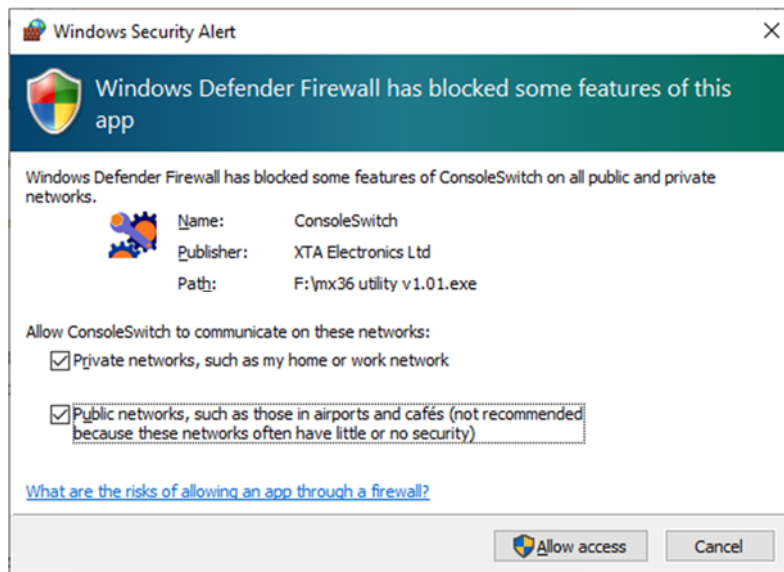 Windows Security Alert
Windows Defender Firewall has blocked some features of this
app
Windows Defender Firewall has blocked some features of ConsoleSwitch on all public and private
networks.
Name: ConsoleSwitch
Publisher: XTA Electronics Ltd
Path: F:\mx36 utility v1.01.exe
Allow ConsoleSwitch to communicate on these networks:
Private networks, such as my home or work network
Public networks, such as those in airports and cafés (not recommended
because these networks often have little or no security)
What are the risks of allowing an app through a firewall?
Allow access Cancel